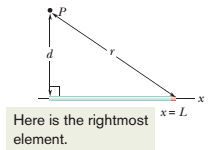 P
d
r
x
x = L
Here is the rightmost
element.